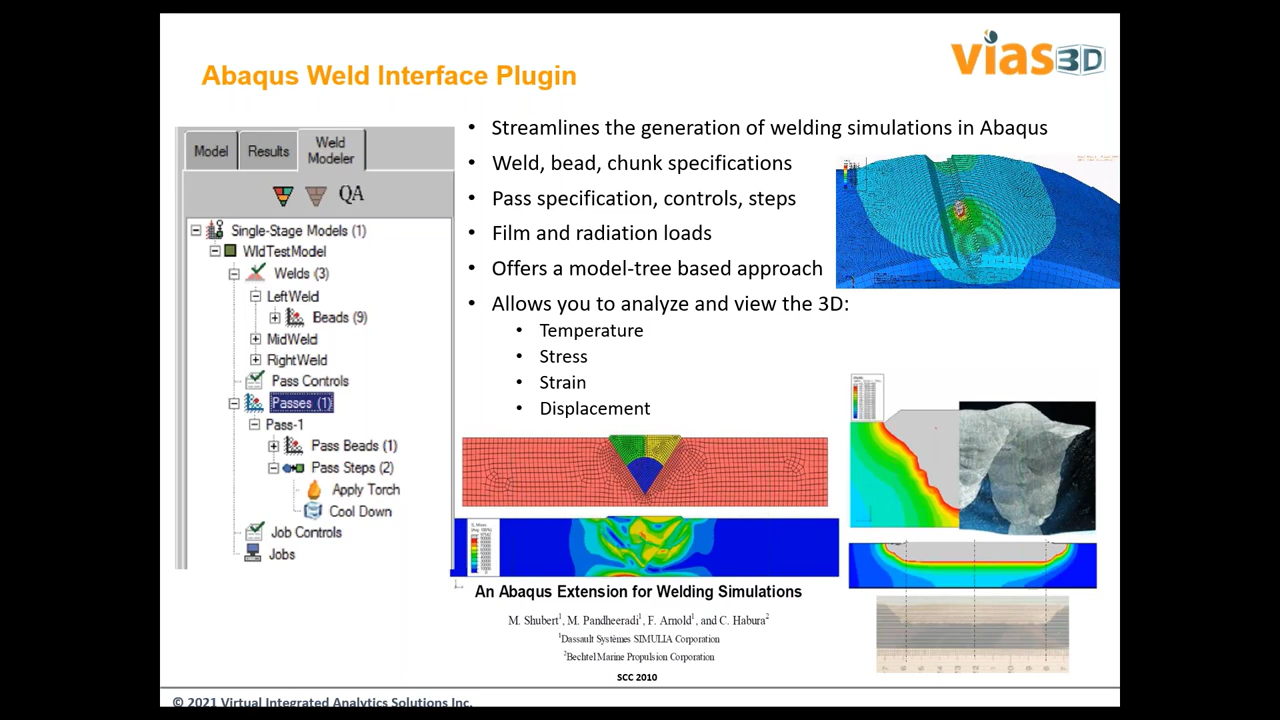 vias3D
Abaqus Weld Interface Plugin
Model
Results
Weld
Modeler
QA
Single-Stage Models (1)
WldTestModel
Welds (3)
LeftWeld
Beads (9)
MidWeld
RightWeld
Pass Controls
Passes (1)
Pass-1
Pass Beads (1)
Pass Steps (2)
Apply Torch
Cool Down
Job Controls
Jobs
• Streamlines the generation of welding simulations in Abaqus
• Weld, bead, chunk specifications
• Pass specification, controls, steps
• Film and radiation loads
• Offers a model-tree based approach
• Allows you to analyze and view the 3D:
• Temperature
• Stress
• Strain
• Displacement
An Abaqus Extension for Welding Simulations
M. Shubert¹, M. Pandheeradi¹, F. Arnold¹, and C. Habura²
¹Dassault Systèmes SIMULIA Corporation
²Bechtel Marine Propulsion Corporation
SCC 2010
© 2021 Virtual Integrated Analytics Solutions Inc.